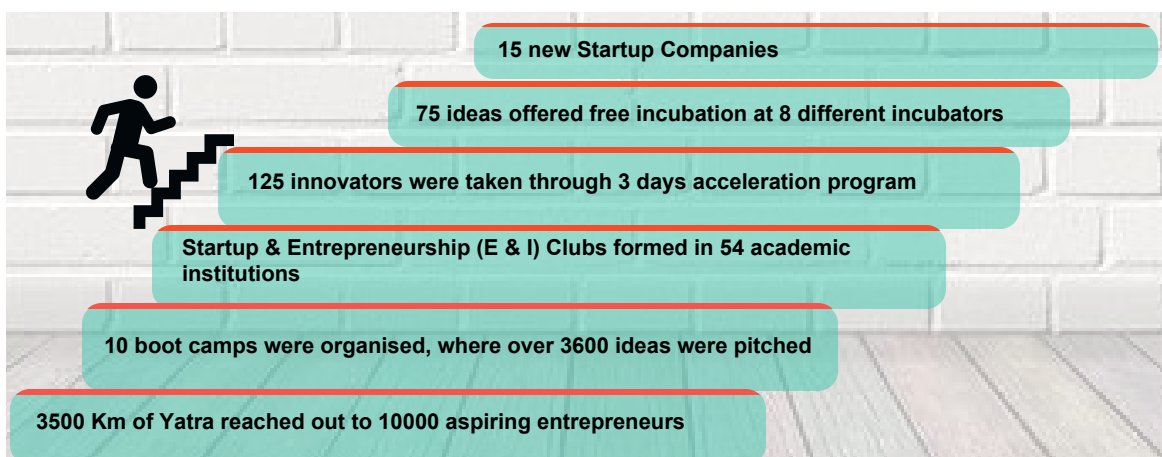 15 new Startup Companies
75 ideas offered free incubation at 8 different incubators
125 innovators were taken through 3 days acceleration program
Startup & Entrepreneurship (E & I) Clubs formed in 54 academic
institutions
10 boot camps were organised, where over 3600 ideas were pitched
3500 Km of Yatra reached out to 10000 aspiring entrepreneurs